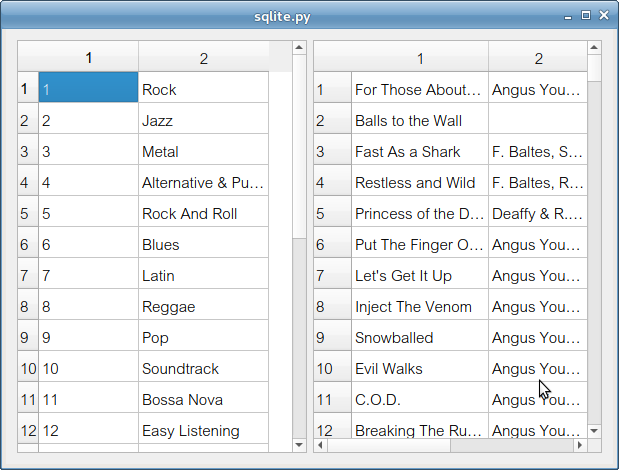 sqlite.py
1 2
1 1 Rock
2 2 Jazz
3 3 Metal
4 4 Alternative & Pu...
5 5 Rock And Roll
6 6 Blues
7 7 Latin
8 8 Reggae
9 9 Pop
10 10 Soundtrack
11 11 Bossa Nova
12 12 Easy Listening
1 2
1 For Those About... Angus You...
2 Balls to the Wall
3 Fast As a Shark F. Baltes, S...
4 Restless and Wild F. Baltes, R...
5 Princess of the D... Deaffy & R....
6 Put The Finger O... Angus You...
7 Let's Get It Up Angus You...
8 Inject The Venom Angus You...
9 Snowballed Angus You...
10 Evil Walks Angus You...
11 C.O.D. Angus You...
12 Breaking The Ru... Angus You...